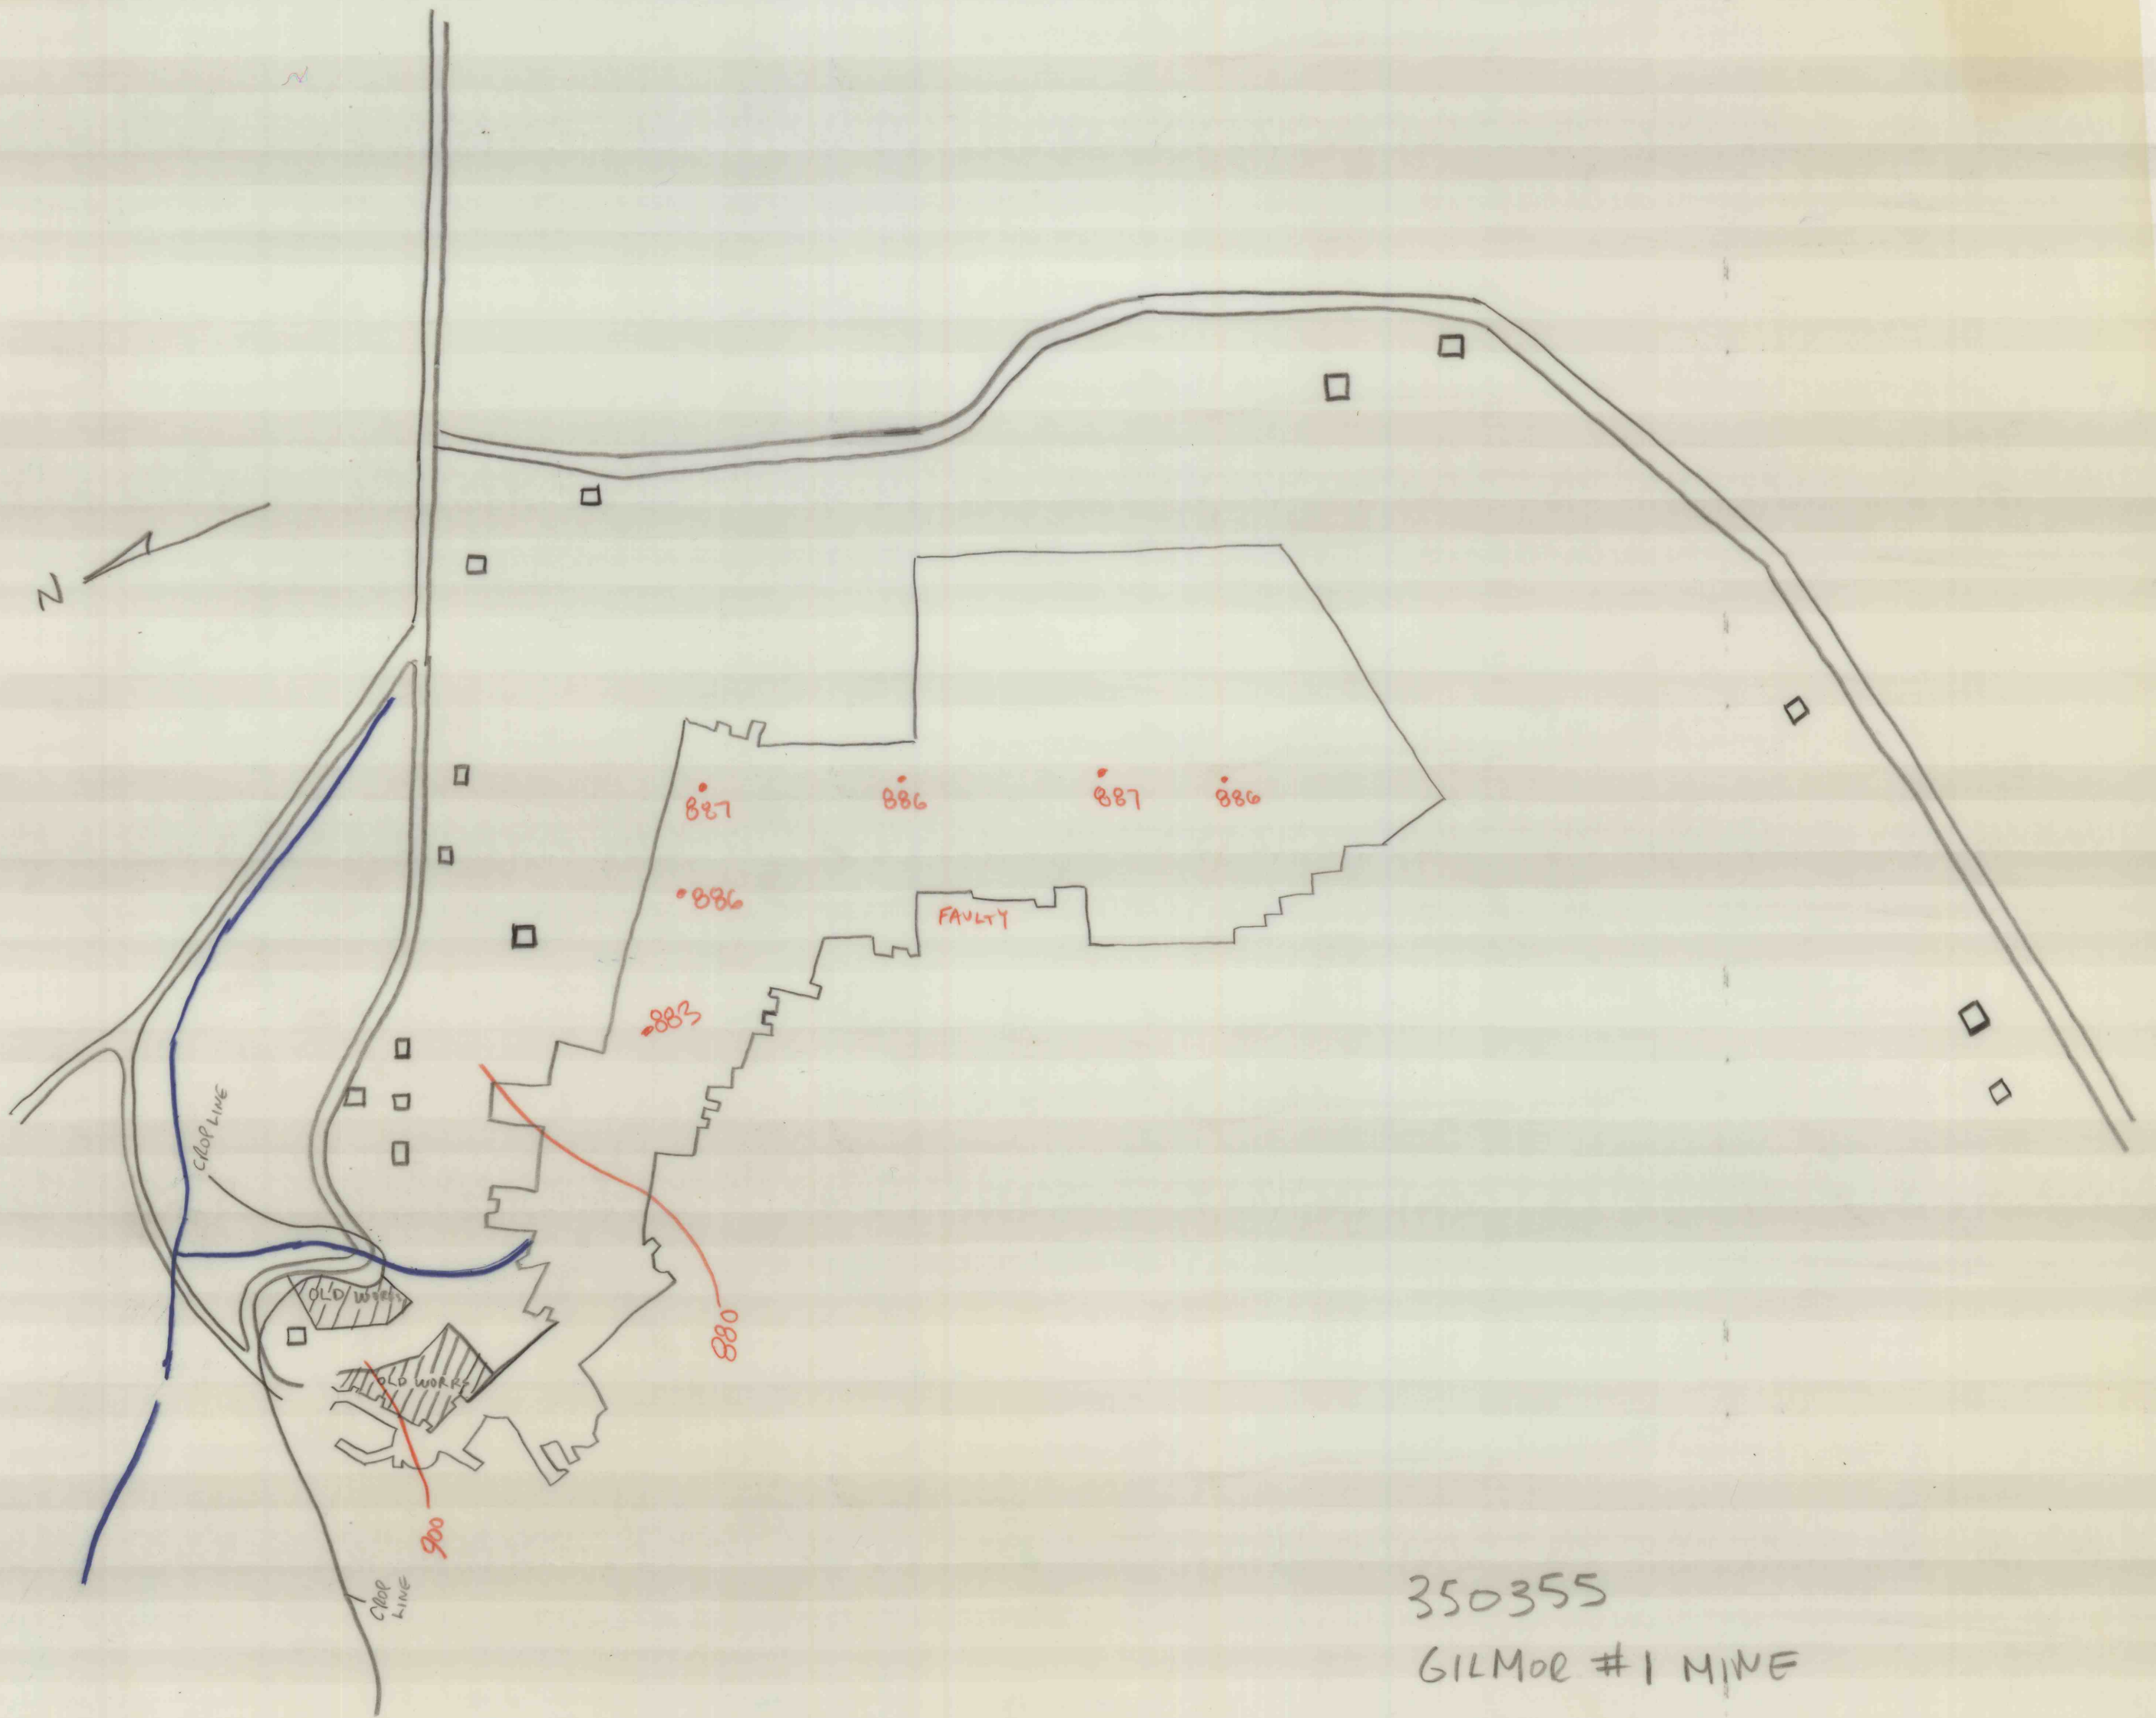 N
887
886
887
886
886
FAULTY
883
CROP LINE
OLD WORKS
880
OLD WORKS
900
CROP
LINE
350355
GILMOR #1 MINE